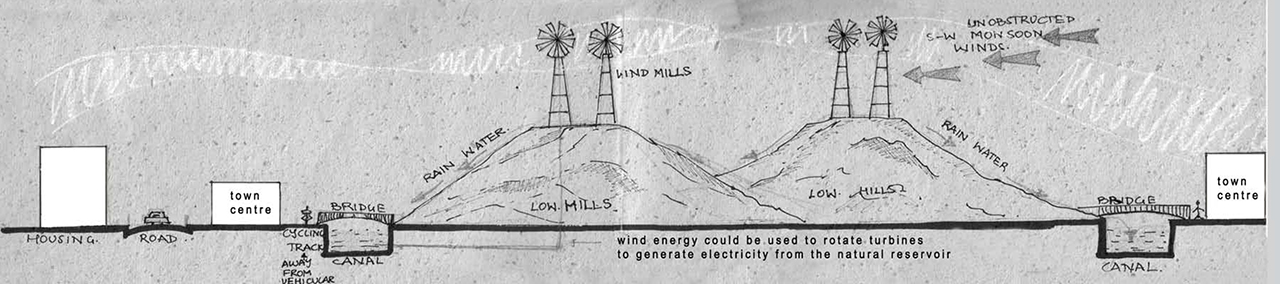 UNOBSTRUCTED
S-W MONSOON
WINDS.
WIND MILLS
RAIN WATER.
RAIN WATER
LOW. MILLS
LOW. HILLS
town
centre
town
centre
BRIDGE
BRIDGE
HOUSING.
ROAD.
CYCLING
TRACK
AWAY
FROM
VEHICULAR
CANAL
CANAL.
wind energy could be used to rotate turbines
to generate electricity from the natural reservoir